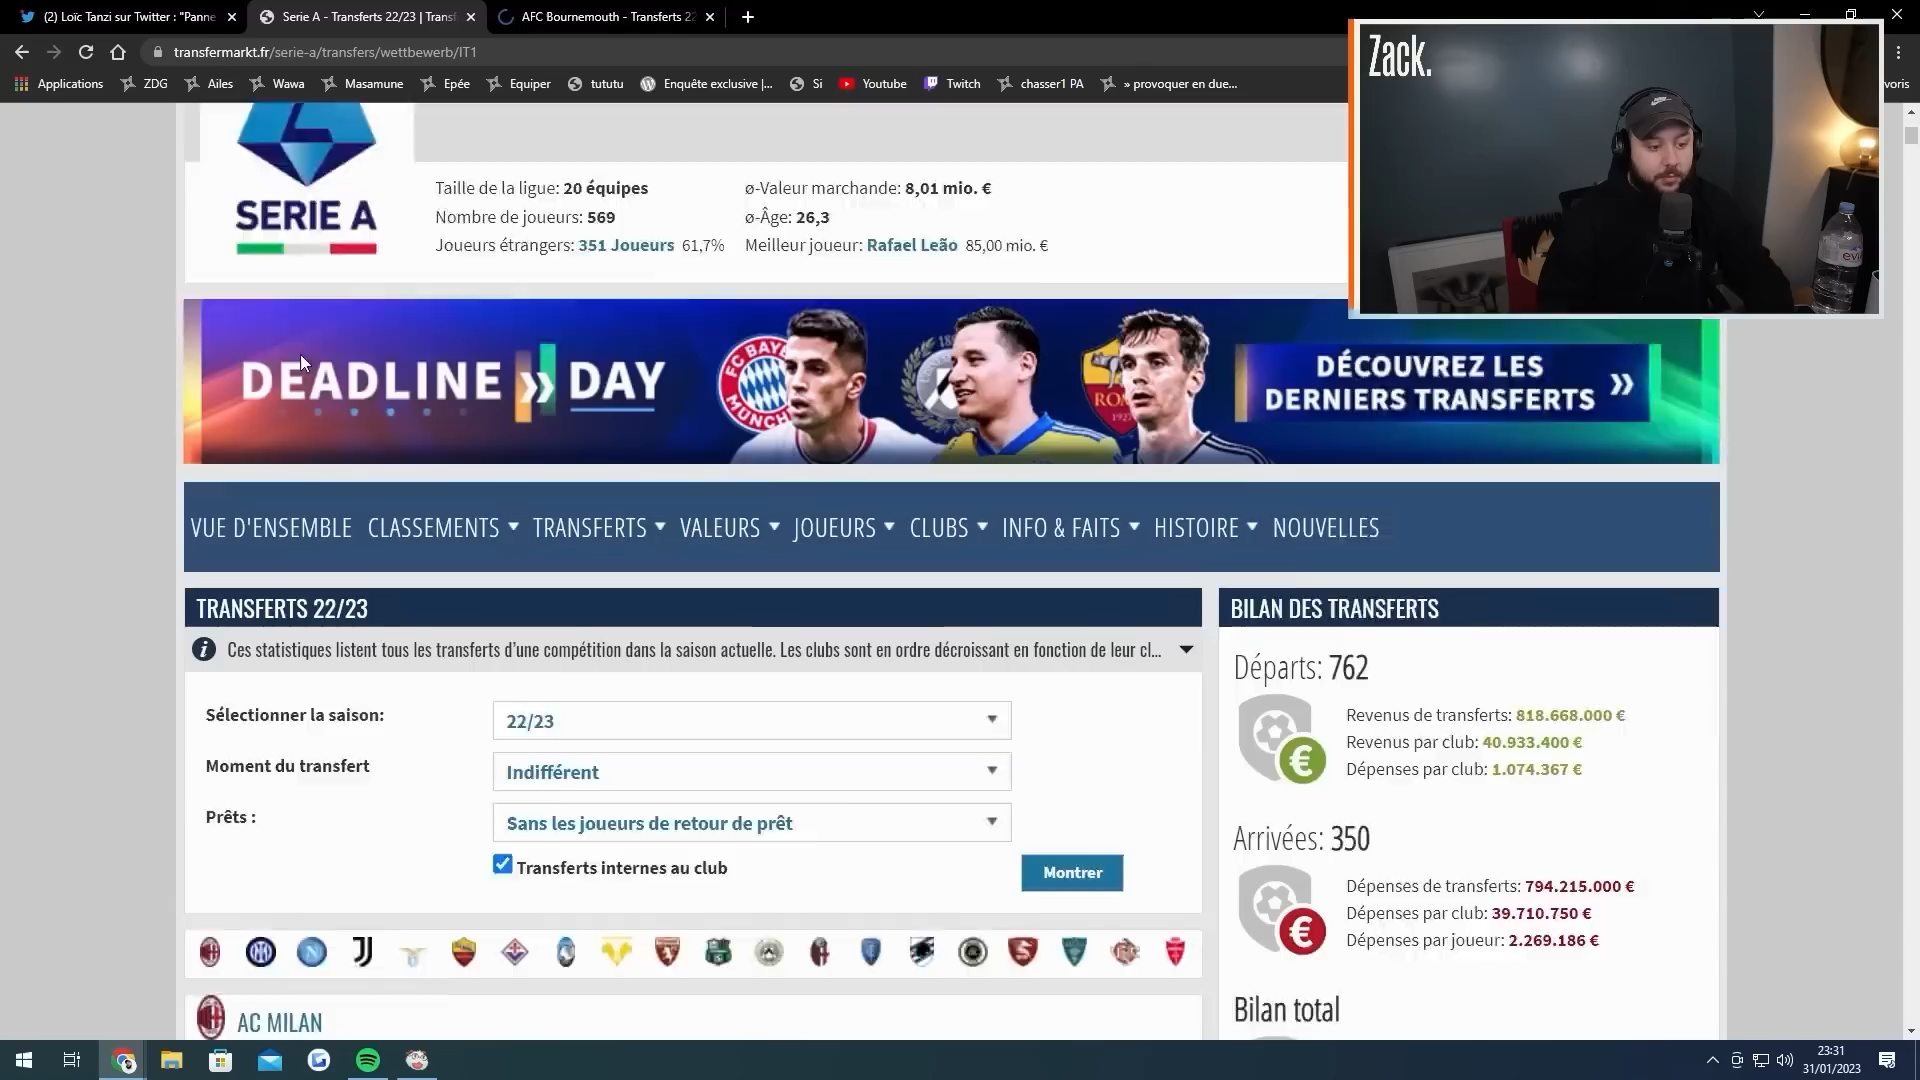 (2) Loïc Tanzi sur Twitter : "Panne
Serie A - Transferts 22/23 | Transf
AFC Bournemouth - Transferts 22
transfermarkt.fr/serie-a/transfers/wettbewerb/IT1
Applications ZDG Ailes Wawa Masamune Epée Equiper tututu Enquête exclusive |... Si Youtube Twitch chasser1 PA » provoquer en due...
voris
Zack.
evi
SERIE A
Taille de la ligue: 20 équipes
Nombre de joueurs: 569
Joueurs étrangers: 351 Joueurs 61,7%
ø-Valeur marchande: 8,01 mio. €
ø-Âge: 26,3
Meilleur joueur: Rafael Leão 85,00 mio. €
DEADLINE » DAY
FC BAYE
MÜNCHE
ROM
1927
DÉCOUVREZ LES
DERNIERS TRANSFERTS »
VUE D'ENSEMBLE CLASSEMENTS TRANSFERTS VALEURS JOUEURS CLUBS INFO & FAITS HISTOIRE NOUVELLES
TRANSFERTS 22/23
Ces statistiques listent tous les transferts d'une compétition dans la saison actuelle. Les clubs sont en ordre décroissant en fonction de leur cl...
Sélectionner la saison: 22/23
Moment du transfert Indifférent
Prêts : Sans les joueurs de retour de prêt
Transferts internes au club
Montrer
AC MILAN
BILAN DES TRANSFERTS
Départs: 762
Revenus de transferts: 818.668.000 €
Revenus par club: 40.933.400 €
Dépenses par club: 1.074.367 €
Arrivées: 350
Dépenses de transferts: 794.215.000 €
Dépenses par club: 39.710.750 €
Dépenses par joueur: 2.269.186 €
Bilan total
23:31
31/01/2023